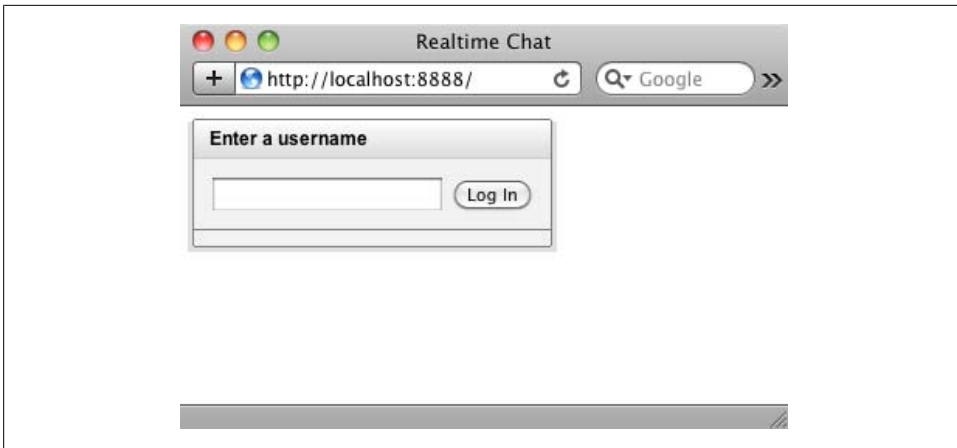 Realtime Chat
+ http://localhost:8888/ Google »
Enter a username
Log In